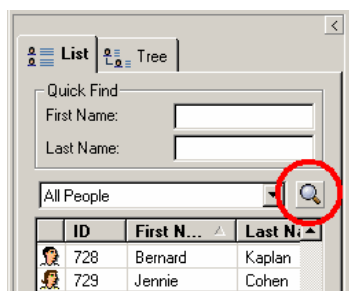 <
List Tree
Quick Find
First Name:
Last Name:
All People
ID First N... Last Na
728 Bernard Kaplan
729 Jennie Cohen